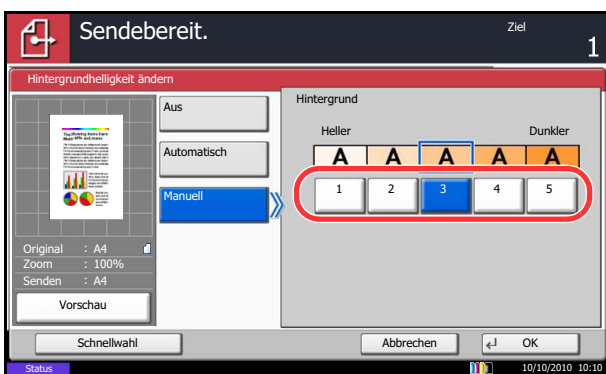 Sendebereit.
Ziel
1
Hintergrundhelligkeit ändern
Aus
Automatisch
Manuell
Hintergrund
Heller Dunkler
A A A A A
1 2 3 4 5
Original : A4
Zoom : 100%
Senden : A4
Vorschau
Schnellwahl
Abbrechen
OK
Status
10/10/2010 10:10